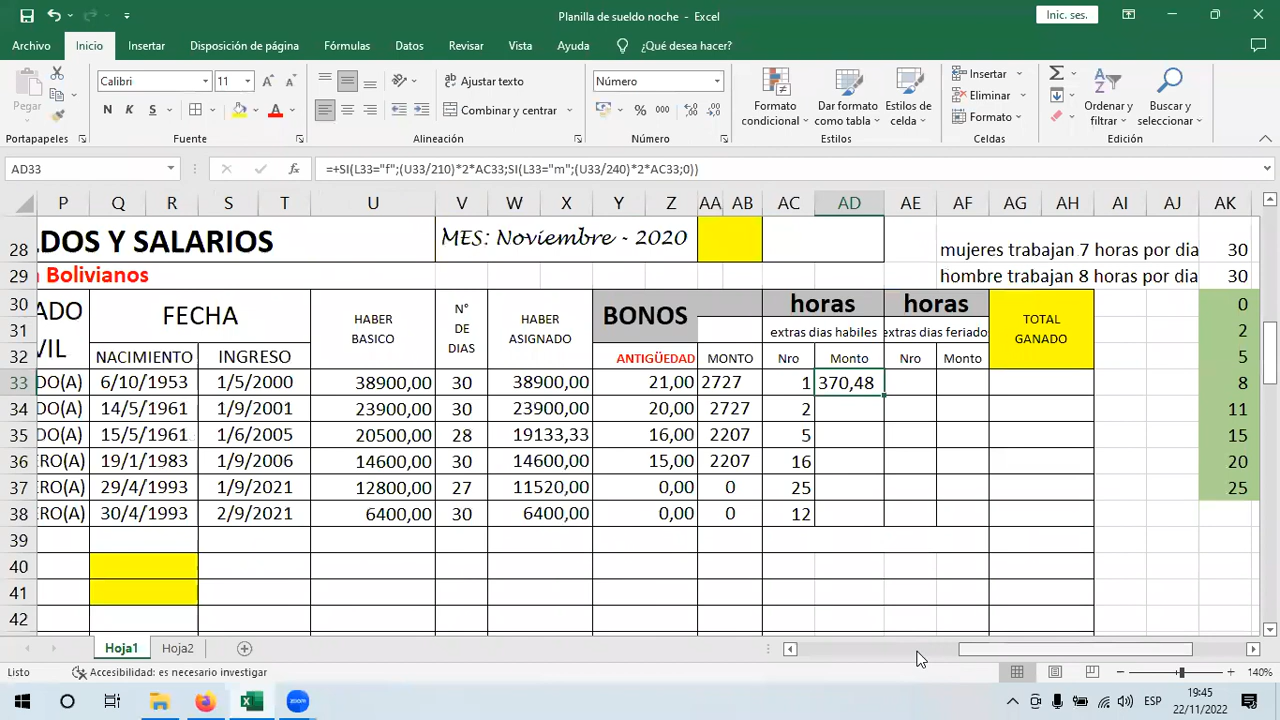 Planilla de sueldo noche - Excel
Inic. ses.
Archivo Inicio Insertar Disposición de página Fórmulas Datos Revisar Vista Ayuda ¿Qué desea hacer?
Pegar
Calibri 11
N K S
Ajustar texto
Combinar y centrar
Número
000
Formato condicional
Dar formato como tabla
Estilos de celda
Insertar
Eliminar
Formato
Ordenar y filtrar
Buscar y seleccionar
Portapapeles Fuente Alineación Número Estilos Celdas Edición
AD33 fx =+SI(L33="f";(U33/210)*2*AC33;SI(L33="m";(U33/240)*2*AC33;0))
P Q R S T U V W X Y Z AA AB AC AD AE AF AG AH AI AJ AK
28 LDOS Y SALARIOS MES: Noviembre - 2020 mujeres trabajan 7 horas por dia 30
29 n Bolivianos hombre trabajan 8 horas por dia 30
30 ADO FECHA HABER BASICO N° DE DIAS HABER ASIGNADO BONOS horas horas TOTAL GANADO 0
31 extras dias habiles extras dias feriado 2
32 VIL NACIMIENTO INGRESO ANTIGÜEDAD MONTO Nro Monto Nro Monto 5
33 DO(A) 6/10/1953 1/5/2000 38900,00 30 38900,00 21,00 2727 1 370,48 8
34 DO(A) 14/5/1961 1/9/2001 23900,00 30 23900,00 20,00 2727 2 11
35 DO(A) 15/5/1961 1/6/2005 20500,00 28 19133,33 16,00 2207 5 15
36 ERO(A) 19/1/1983 1/9/2006 14600,00 30 14600,00 15,00 2207 16 20
37 ERO(A) 29/4/1993 1/9/2021 12800,00 27 11520,00 0,00 0 25 25
38 ERO(A) 30/4/1993 2/9/2021 6400,00 30 6400,00 0,00 0 12
39
40
41
42
Hoja1 Hoja2
Listo Accesibilidad: es necesario investigar 140%
zoom
ESP
19:45
22/11/2022